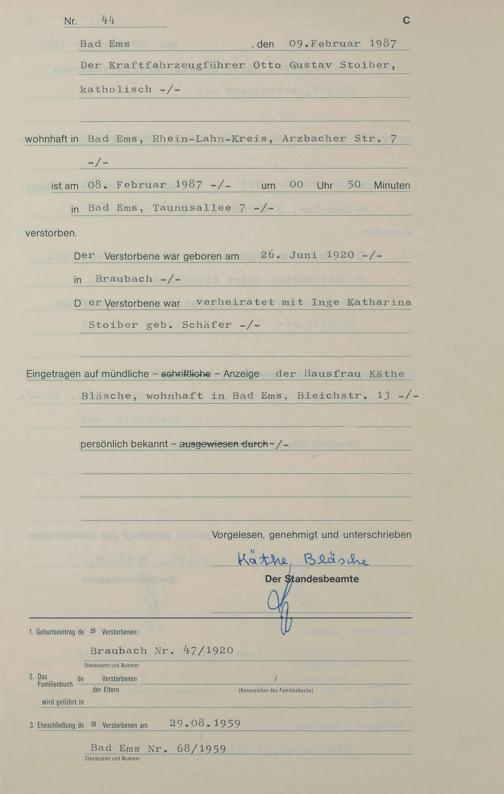 Nr. 44 C
Bad Ems , den 09.Februar 1987
Der Kraftfahrzeugführer Otto Gustav Stoiber,
katholisch -/-
wohnhaft in Bad Ems, Rhein-Lahn-Kreis, Arzbacher Str. 7
-/-
ist am 08. Februar 1987 -/- um 00 Uhr 50 Minuten
in Bad Ems, Taunusallee 7 -/-
verstorben.
Der Verstorbene war geboren am 26. Juni 1920 -/-
in Braubach -/-
D er Verstorbene war verheiratet mit Inge Katharina
Stoiber geb. Schäfer -/-
Eingetragen auf mündliche – schriftliche – Anzeige der Hausfrau Käthe
Bläsche, wohnhaft in Bad Ems, Bleichstr. 13 -/-
persönlich bekannt – ausgewiesen durch -/-
Vorgelesen, genehmigt und unterschrieben
Käthe Bläsche
Der Standesbeamte
1. Geburtseintrag de s Verstorbenen:
Braubach Nr. 47/1920
Standesamt und Nummer
2. Das Familienbuch de Verstorbenen /
der Eltern (Kennzeichen des Familienbuchs)
wird geführt in
3. Eheschließung de s Verstorbenen am 29.08.1959
Bad Ems Nr. 68/1959
Standesamt und Nummer